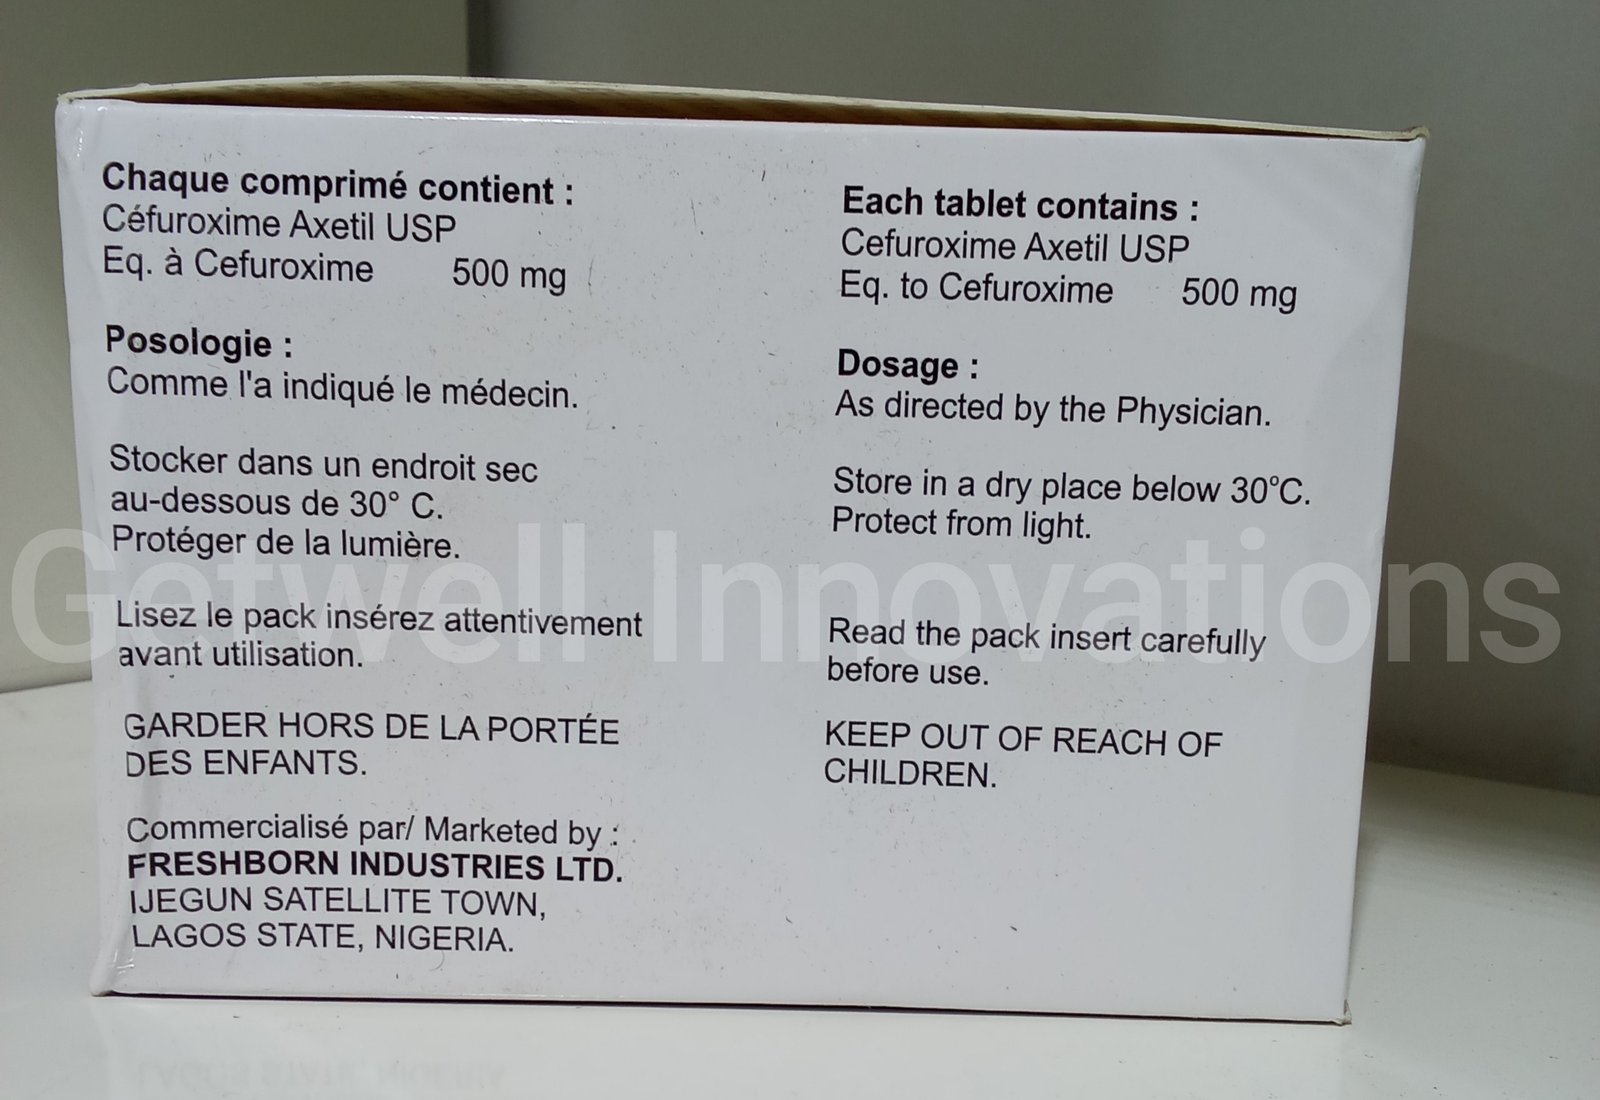 Chaque comprimé contient :
Céfuroxime Axetil USP
Eq. à Cefuroxime 500 mg
Posologie :
Comme l'a indiqué le médecin.
Stocker dans un endroit sec
au-dessous de 30° C.
Protéger de la lumière.
Lisez le pack insérez attentivement
avant utilisation.
GARDER HORS DE LA PORTÉE
DES ENFANTS.
Commercialisé par/ Marketed by :
FRESHBORN INDUSTRIES LTD.
IJEGUN SATELLITE TOWN,
LAGOS STATE, NIGERIA.
Each tablet contains :
Cefuroxime Axetil USP
Eq. to Cefuroxime 500 mg
Dosage :
As directed by the Physician.
Store in a dry place below 30°C.
Protect from light.
Read the pack insert carefully
before use.
KEEP OUT OF REACH OF
CHILDREN.
Getwell Innovations